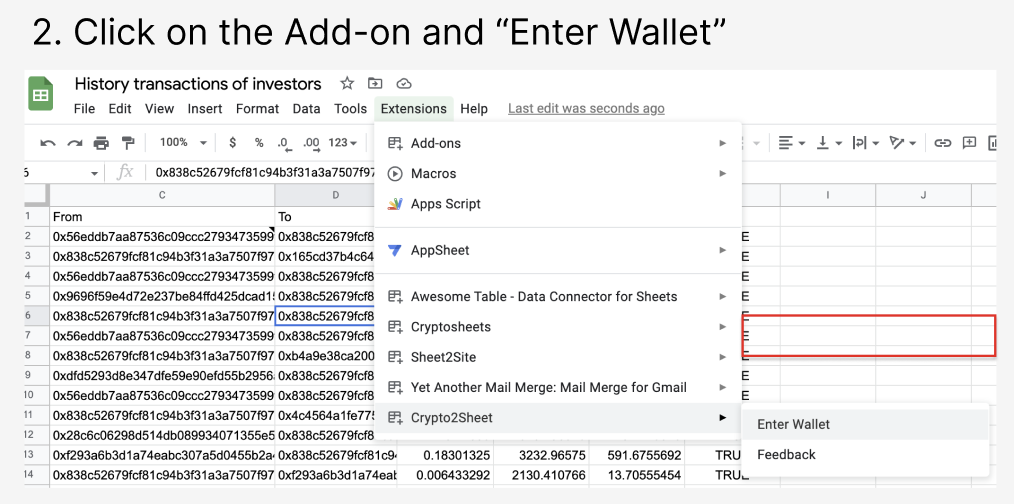 2. Click on the Add-on and “Enter Wallet”
History transactions of investors
File Edit View Insert Format Data Tools Extensions Help Last edit was seconds ago
100% $ % .0 .00 123
6 fx 0x838c52679fcf81c94b3f31a3a7507f97
Add-ons
Macros
Apps Script
AppSheet
Awesome Table - Data Connector for Sheets
Cryptosheets
Sheet2Site
Yet Another Mail Merge: Mail Merge for Gmail
Crypto2Sheet
Enter Wallet
Feedback
C D I J
1 From To
2 0x56eddb7aa87536c09ccc2793473599 0x838c52679fcf8 E
3 0x838c52679fcf81c94b3f31a3a7507f97 0x165cd37b4c64 E
4 0x56eddb7aa87536c09ccc2793473599 0x838c52679fcf8 E
5 0x9696f59e4d72e237be84ffd425dcad15 0x838c52679fcf8 E
6 0x838c52679fcf81c94b3f31a3a7507f97 0x838c52679fcf8 E
7 0x56eddb7aa87536c09ccc2793473599 0x838c52679fcf8 E
8 0x838c52679fcf81c94b3f31a3a7507f97 0xb4a9e38ca200 E
9 0xdfd5293d8e347dfe59e90efd55b2956 0x838c52679fcf8 E
10 0x56eddb7aa87536c09ccc2793473599 0x838c52679fcf8 E
11 0x838c52679fcf81c94b3f31a3a7507f97 0x4c4564a1fe775
12 0x28c6c06298d514db089934071355e5 0x838c52679fcf8
13 0xf293a6b3d1a74eabc307a5d0455b2a 0x838c52679fcf81c94 0.18301325 3232.96575 591.6755692 TRUE
14 0x838c52679fcf81c94b3f31a3a7507f97 0xf293a6b3d1a74eab 0.006433292 2130.410766 13.70555454 TRUE